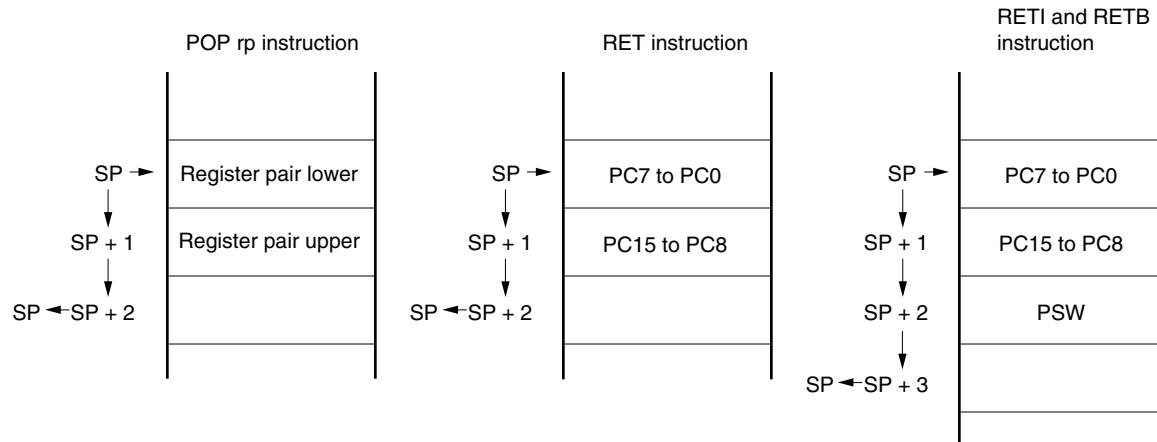 POP rp instruction
RET instruction
RETI and RETB
instruction
SP
Register pair lower
SP + 1
Register pair upper
SP
SP + 2
SP
PC7 to PC0
SP + 1
PC15 to PC8
SP
SP + 2
SP
PC7 to PC0
SP + 1
PC15 to PC8
SP + 2
PSW
SP
SP + 3